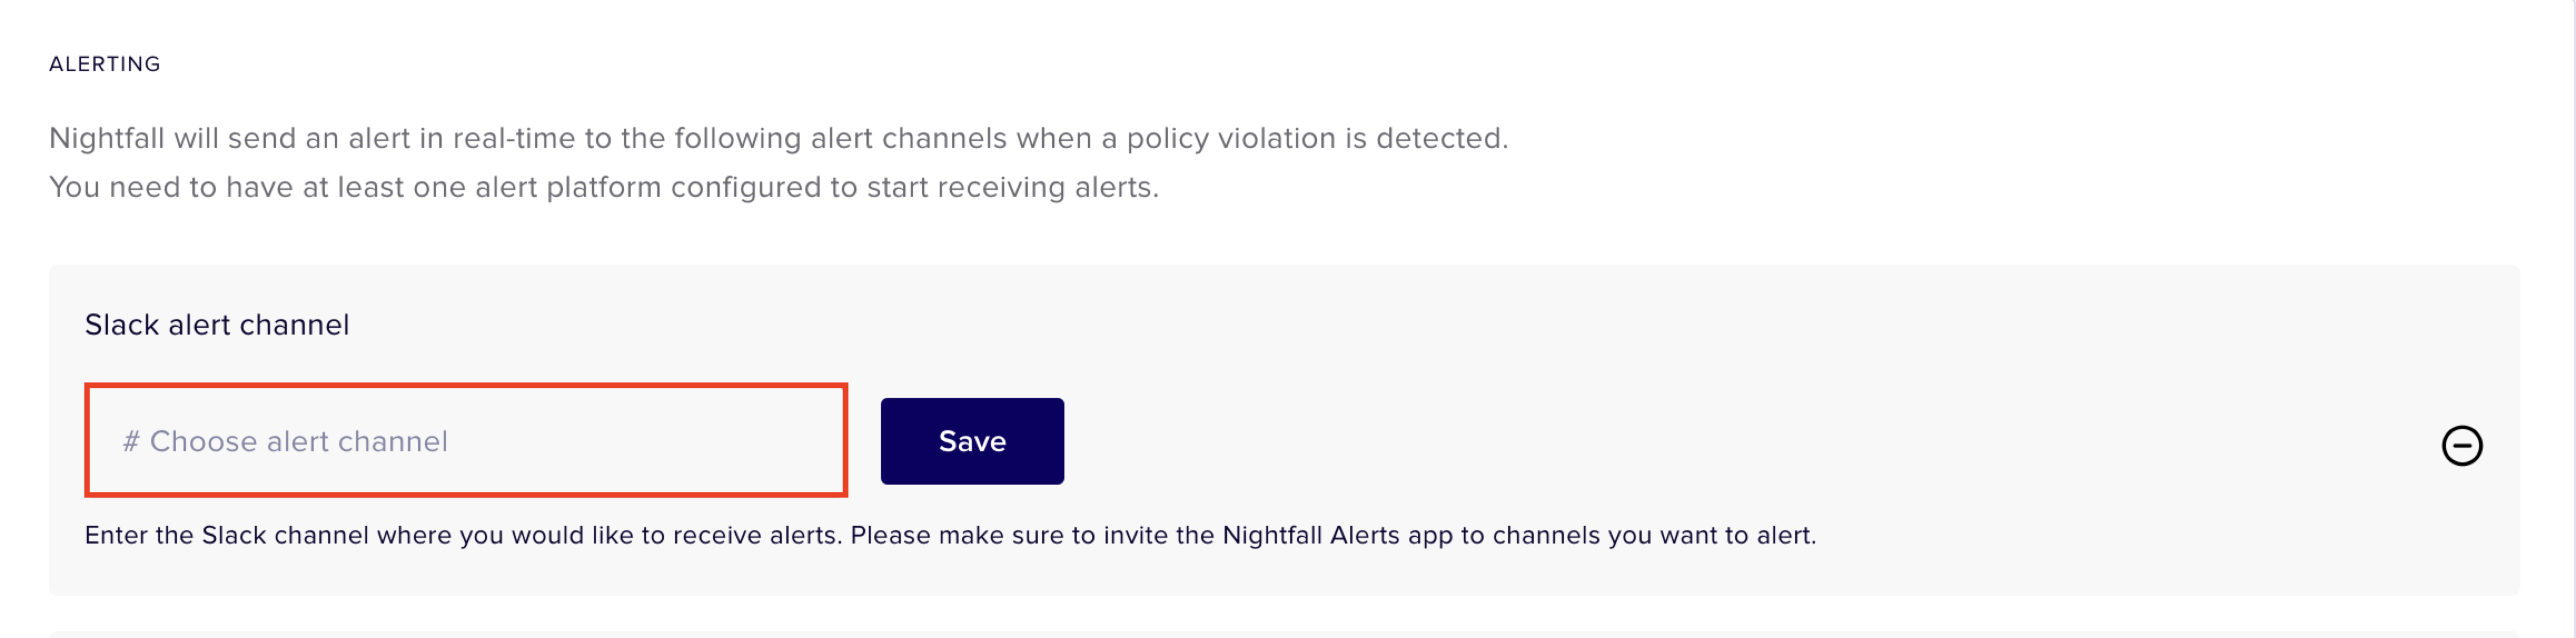 ALERTING
Nightfall will send an alert in real-time to the following alert channels when a policy violation is detected.
You need to have at least one alert platform configured to start receiving alerts.
Slack alert channel
# Choose alert channel
Save
Enter the Slack channel where you would like to receive alerts. Please make sure to invite the Nightfall Alerts app to channels you want to alert.